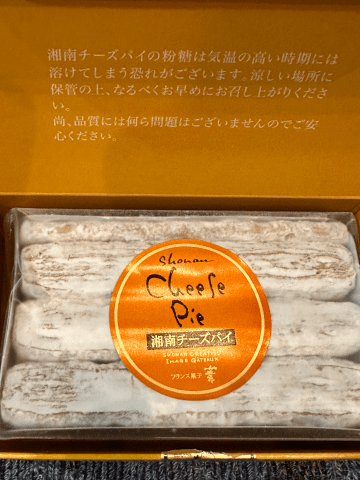 湘南チーズパイの粉糖は気温の高い時期には
溶けてしまう恐れがございます。涼しい場所に
保管の上、なるべくお早めにお召し上がりくださ
い。
尚、品質には何ら問題はございませんのでご安
心ください。
Shonan
Cheese
Pie
湘南チーズパイ
SHONAN CREATIVE
IMAGE GATEAUX
フランス菓子 葦